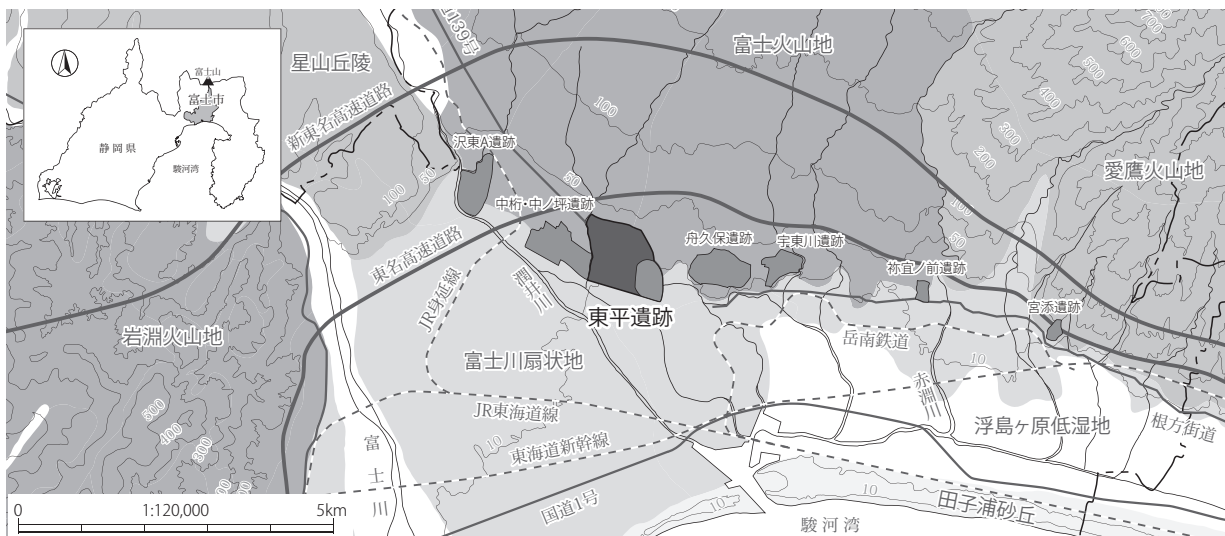 富士山
富士市
静岡県
駿河湾
星山丘陵
139号
富士火山地
新東名高速道路
沢東A遺跡
100
100
50
50
700
600
500
400
300
200
100
50
愛鷹火山地
中桁・中ノ坪遺跡
舟久保遺跡
宇東川遺跡
祢宜ノ前遺跡
宮添遺跡
東名高速道路
JR身延線
潤井川
東平遺跡
岩淵火山地
富士川扇状地
岳南鉄道
10
赤淵川
JR東海道線
浮島ヶ原低湿地
根方街道
500
400
300
富士川
10
東海道新幹線
国道1号
10
10
田子浦砂丘
駿河湾
0 1:120,000 5km